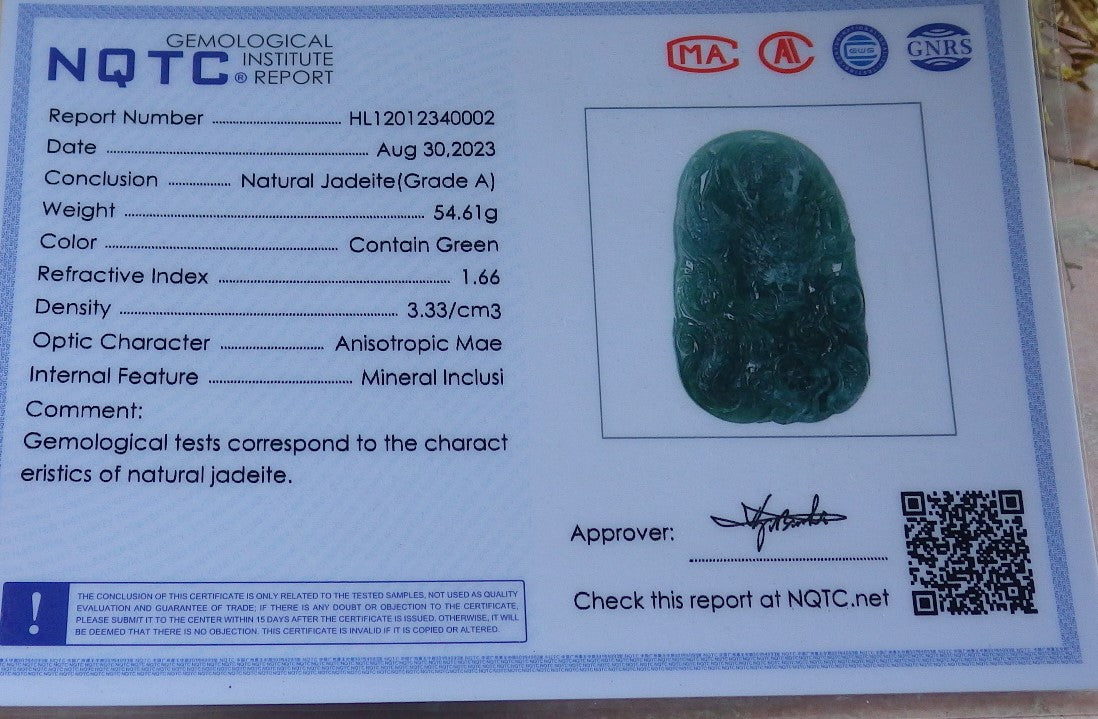 NQTC® GEMOLOGICAL INSTITUTE REPORT
MA
GWG
GNRS
Report Number ........ HL12012340002
Date ........ Aug 30,2023
Conclusion ........ Natural Jadeite(Grade A)
Weight ........ 54.61g
Color ........ Contain Green
Refractive Index ........ 1.66
Density ........ 3.33/cm3
Optic Character ........ Anisotropic Mae
Internal Feature ........ Mineral Inclusi
Comment:
Gemological tests correspond to the charact
eristics of natural jadeite.
Approver:
Check this report at NQTC.net
!
THE CONCLUSION OF THIS CERTIFICATE IS ONLY RELATED TO THE TESTED SAMPLES, NOT USED AS QUALITY
EVALUATION AND GUARANTEE OF TRADE; IF THERE IS ANY DOUBT OR OBJECTION TO THE CERTIFICATE,
PLEASE SUBMIT IT TO THE CENTER WITHIN 15 DAYS AFTER THE CERTIFICATE IS ISSUED. OTHERWISE, IT WILL
BE DEEMED THAT THERE IS NO OBJECTION. THIS CERTIFICATE IS INVALID IF IT IS COPIED OR ALTERED.